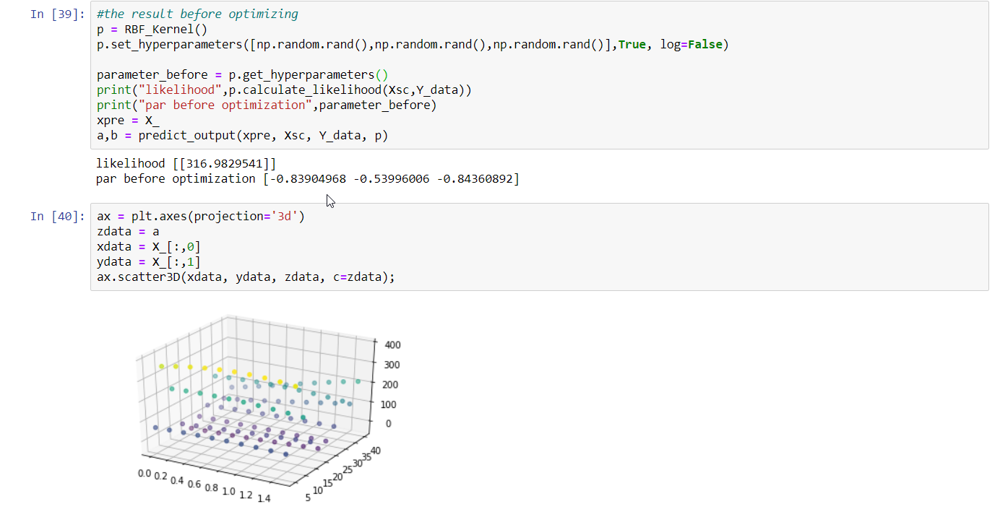 In [39]: #the result before optimizing
p = RBF_Kernel()
p.set_hyperparameters([np.random.rand(),np.random.rand(),np.random.rand()],True, log=False)
parameter_before = p.get_hyperparameters()
print("likelihood",p.calculate_likelihood(Xsc,Y_data))
print("par before optimization",parameter_before)
xpre = X_
a,b = predict_output(xpre, Xsc, Y_data, p)
likelihood [[316.9829541]]
par before optimization [-0.83904968 -0.53996006 -0.84360892]
In [40]: ax = plt.axes(projection='3d')
zdata = a
xdata = X_[:,0]
ydata = X_[:,1]
ax.scatter3D(xdata, ydata, zdata, c=zdata);
400
300
200
100
0
0.0 0.2 0.4 0.6 0.8 1.0 1.2 1.4
5 10 15 20 25 30 35 40